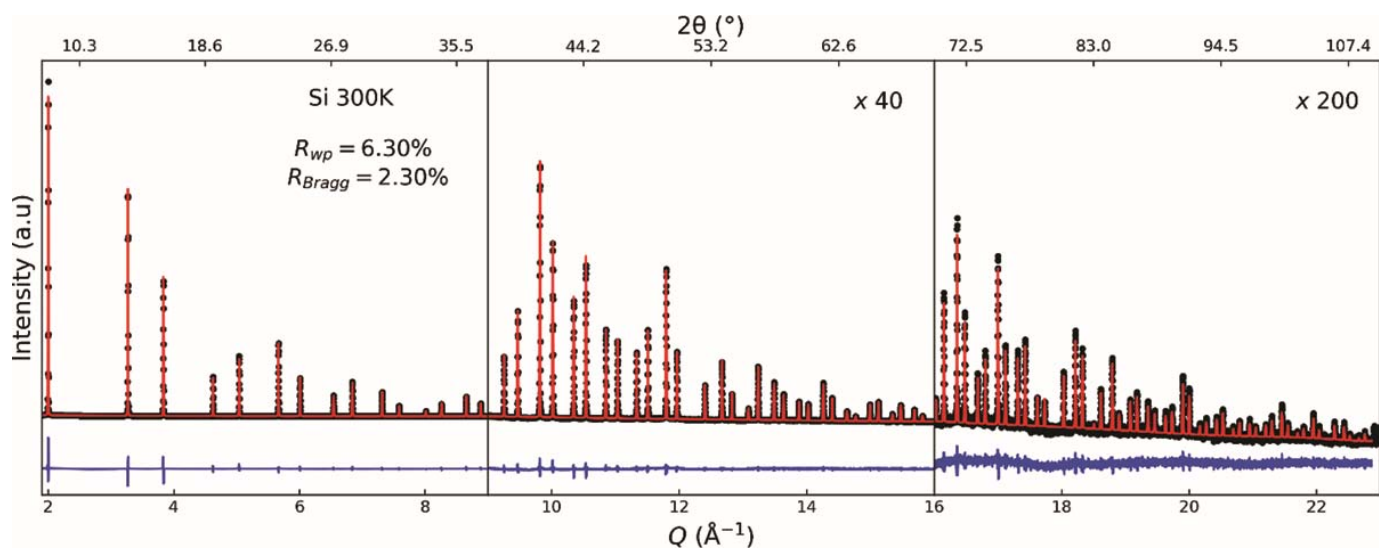 2θ (°)
10.3 18.6 26.9 35.5 44.2 53.2 62.6 72.5 83.0 94.5 107.4
Si 300K
x 40
x 200
R_wp = 6.30%
R_Bragg = 2.30%
Intensity (a.u)
2 4 6 8 10 12 14 16 18 20 22
Q (Å⁻¹)